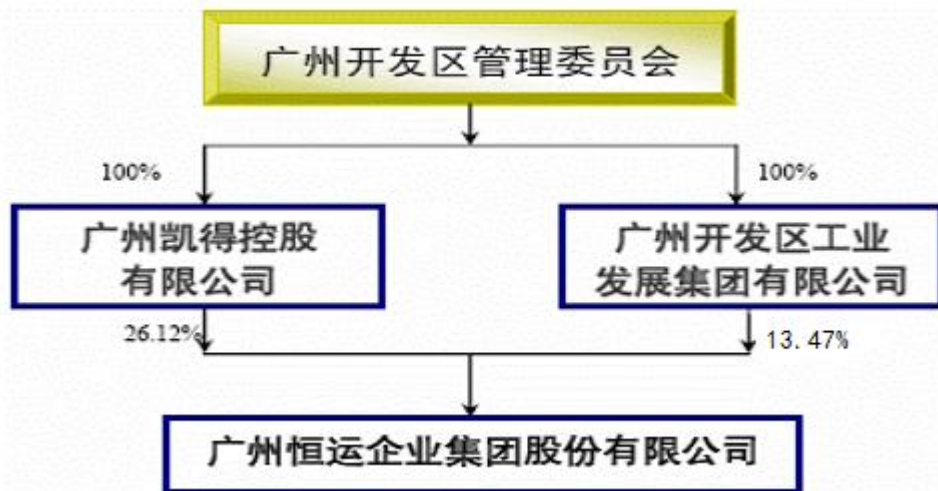 广州开发区管理委员会
100%
100%
广州凯得控股
有限公司
广州开发区工业
发展集团有限公司
26.12%
13.47%
广州恒运企业集团股份有限公司